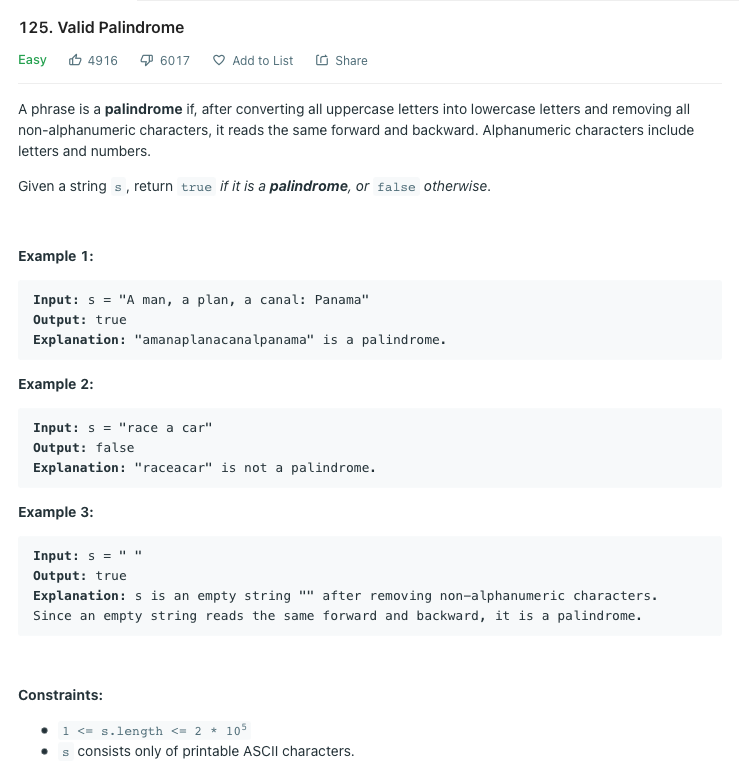 125. Valid Palindrome
Easy 4916 6017 Add to List Share
A phrase is a palindrome if, after converting all uppercase letters into lowercase letters and removing all
non-alphanumeric characters, it reads the same forward and backward. Alphanumeric characters include
letters and numbers.
Given a string s, return true if it is a palindrome, or false otherwise.
Example 1:
Input: s = "A man, a plan, a canal: Panama"
Output: true
Explanation: "amanaplanacanalpanama" is a palindrome.
Example 2:
Input: s = "race a car"
Output: false
Explanation: "raceacar" is not a palindrome.
Example 3:
Input: s = " "
Output: true
Explanation: s is an empty string "" after removing non-alphanumeric characters.
Since an empty string reads the same forward and backward, it is a palindrome.
Constraints:
• 1 <= s.length <= 2 * 10⁵
• s consists only of printable ASCII characters.